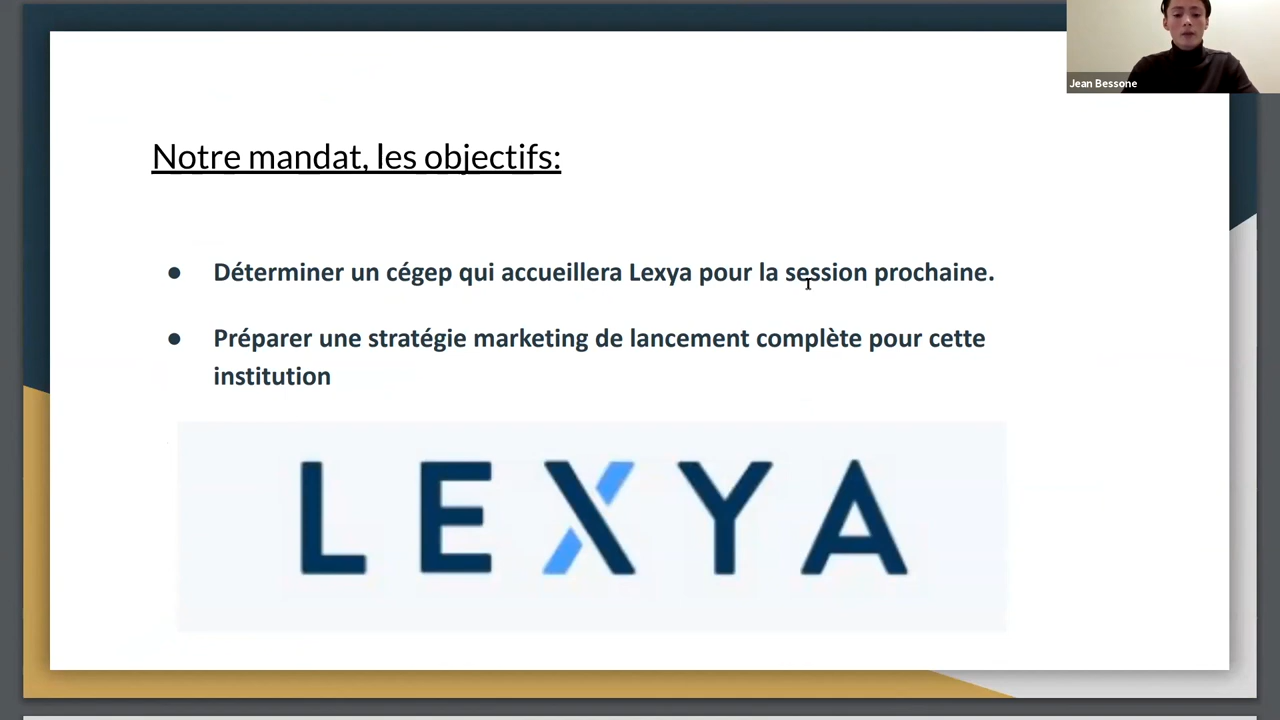 Jean Bessone
Notre mandat, les objectifs:
● Déterminer un cégep qui accueillera Lexya pour la session prochaine.
● Préparer une stratégie marketing de lancement complète pour cette
institution
LEXYA